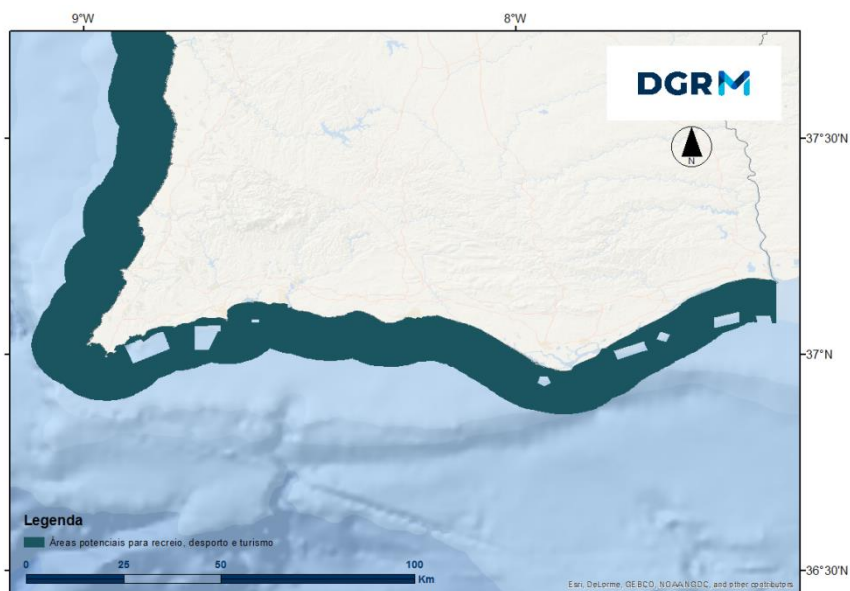 9°W
8°W
DGRM
N
37°30'N
37°N
36°30'N
Legenda
Áreas potenciais para recreio, desporto e turismo
0 25 50 100
Km
Esri, DeLorme, GEBCO, NOAA NGDC, and other contributors